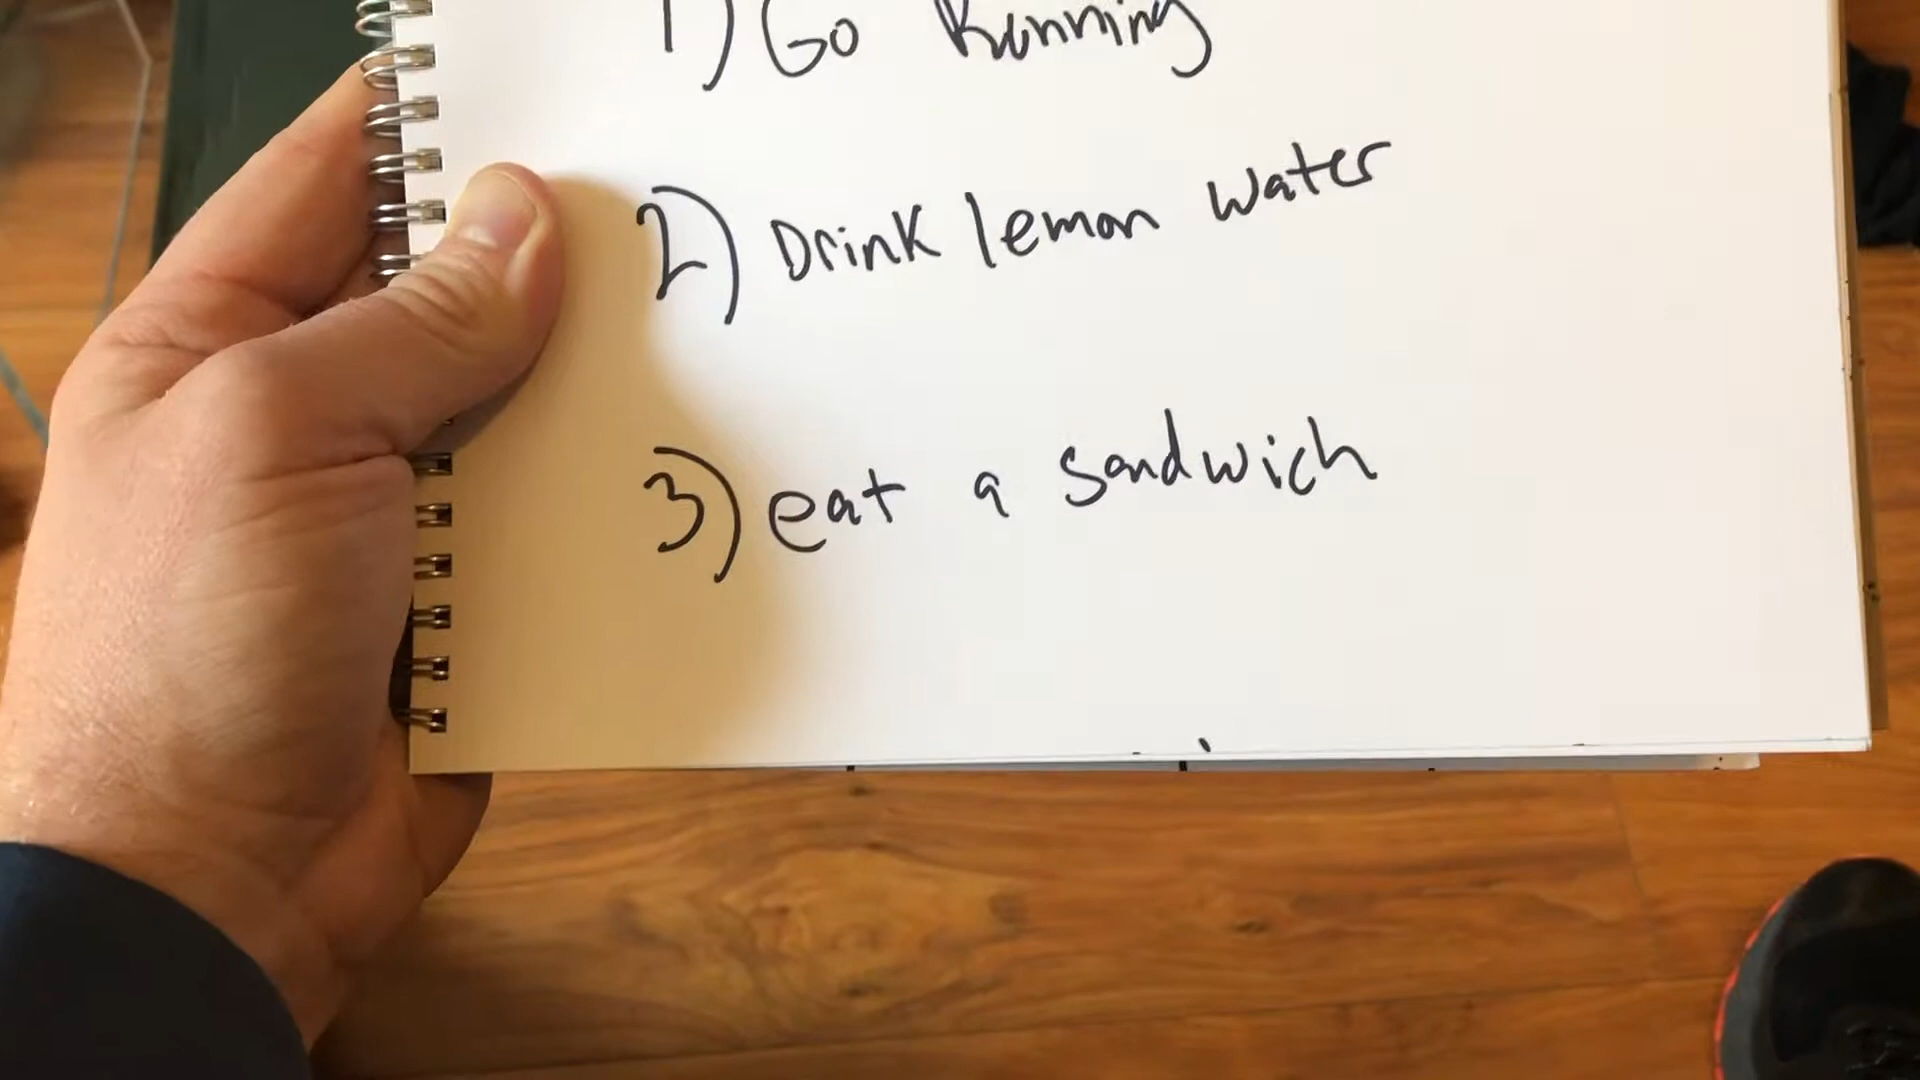 1) Go Running
2) Drink lemon water
3) eat a sandwich